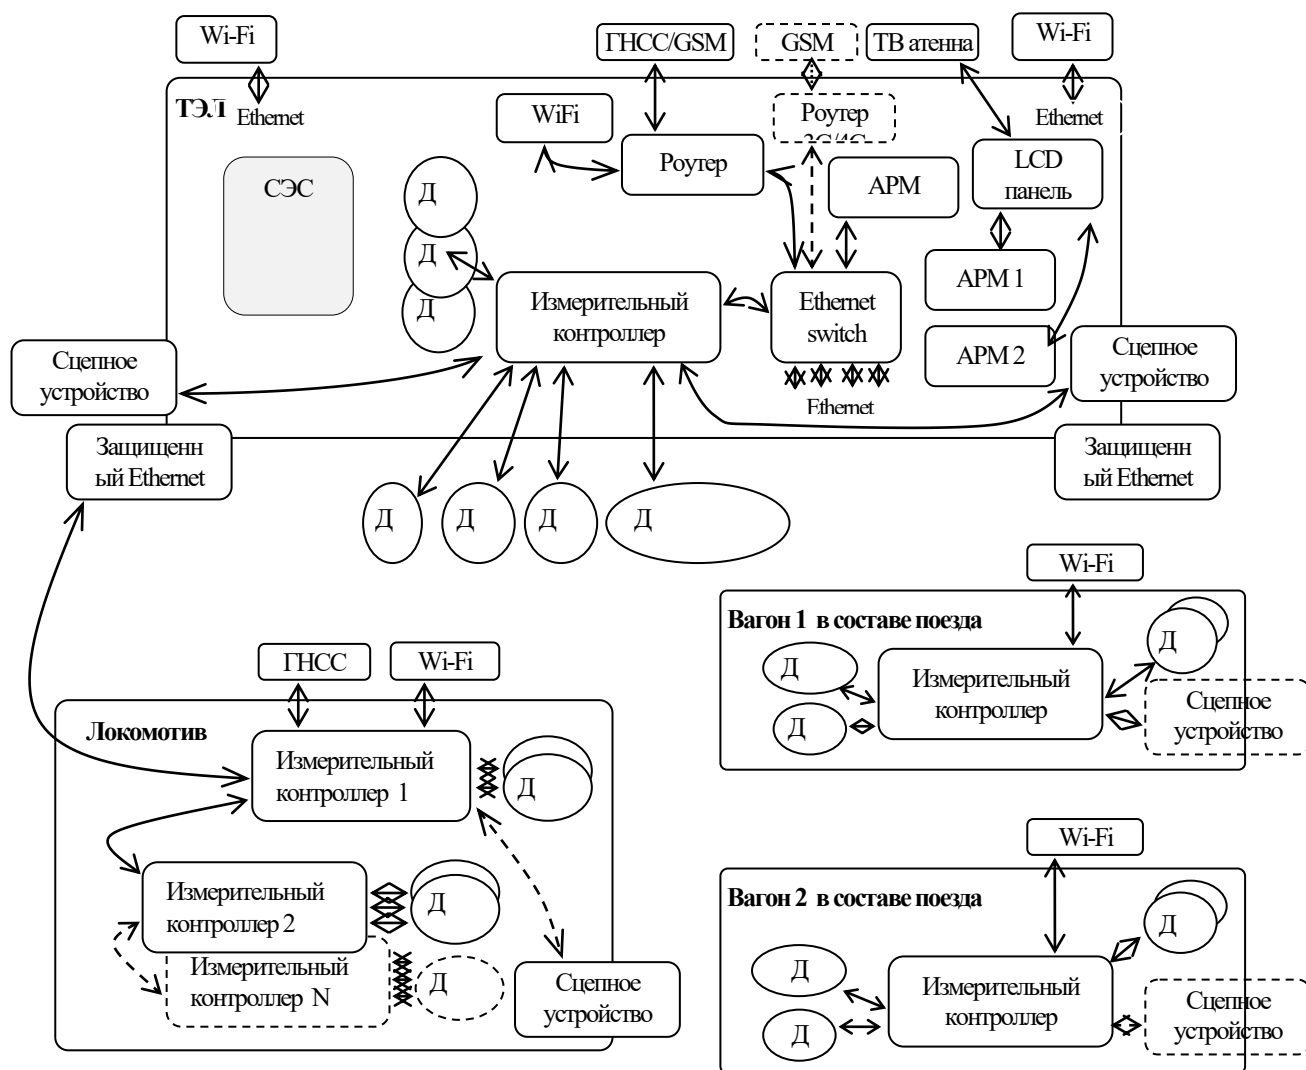 Wi-Fi
ГНСС/GSM
GSM
ТВ атенна
Wi-Fi
ТЭЛ
Ethernet
WiFi
Роутер
3G/4G
Ethernet
Роутер
АРМ
LCD
панель
СЭС
Д
Д
Д
Измерительный
контроллер
Ethernet
switch
АРМ 1
АРМ 2
Сцепное
устройство
Сцепное
устройство
Ethernet
Защищенн
ый Ethernet
Защищенн
ый Ethernet
Д
Д
Д
Д
Wi-Fi
Вагон 1 в составе поезда
Д
Д
Измерительный
контроллер
Д
Сцепное
устройство
ГНСС
Wi-Fi
Локомотив
Измерительный
контроллер 1
Д
Измерительный
контроллер 2
Д
Измерительный
контроллер N
Д
Сцепное
устройство
Wi-Fi
Вагон 2 в составе поезда
Д
Д
Измерительный
контроллер
Д
Сцепное
устройство